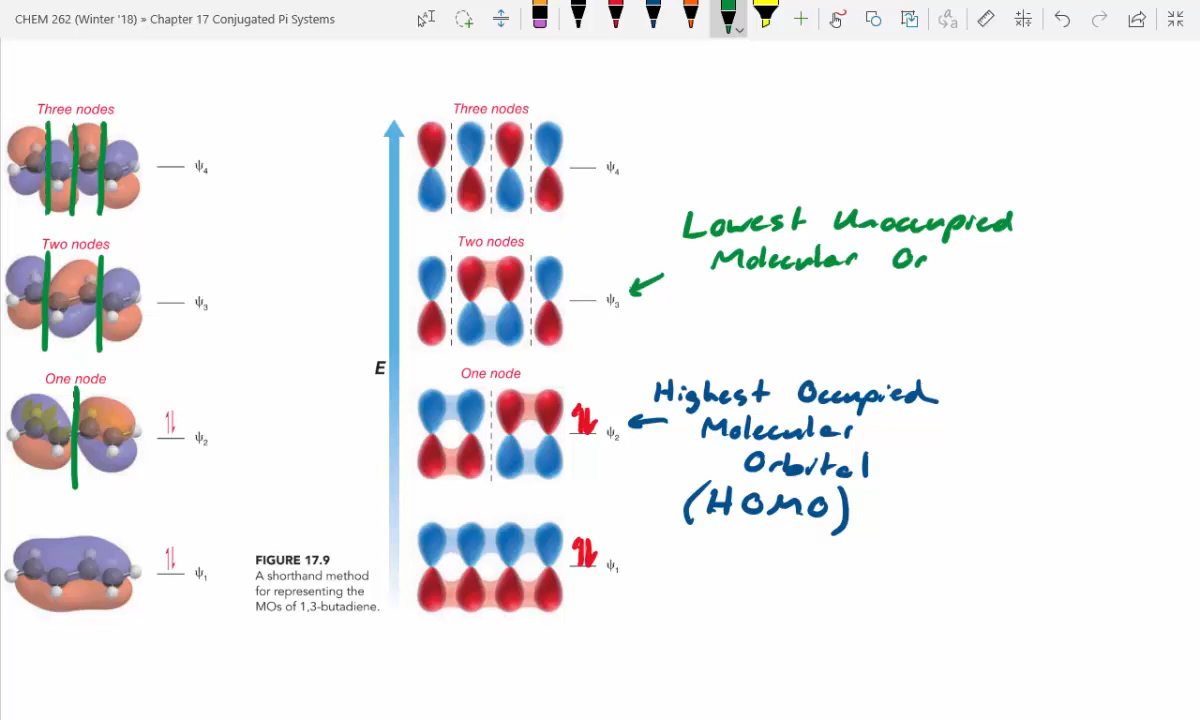 CHEM 262 (Winter '18) » Chapter 17 Conjugated Pi Systems
Three nodes
ψ4
Two nodes
ψ3
One node
ψ2
ψ1
FIGURE 17.9
A shorthand method
for representing the
MOs of 1,3-butadiene.
E
Three nodes
ψ4
Two nodes
ψ3
One node
ψ2
ψ1
Lowest Unoccupied
Molecular Or
Highest Occupied
Molecular
Orbital
(HOMO)